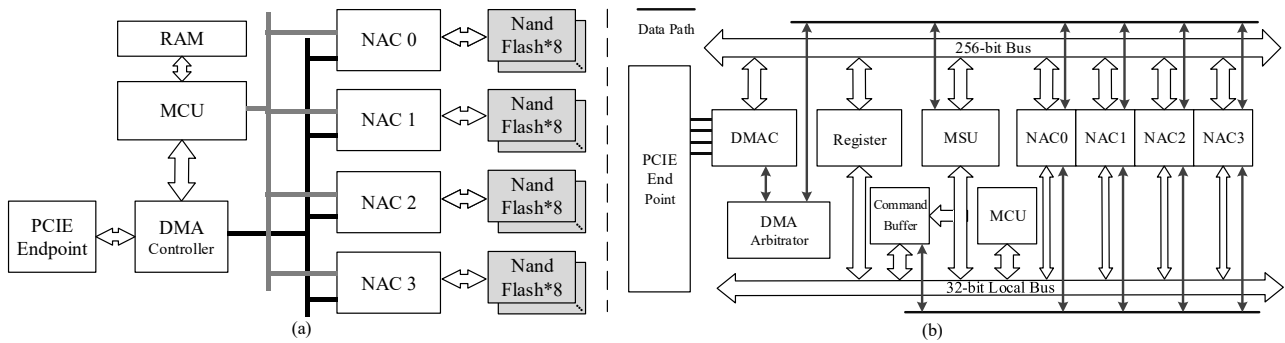 RAM
MCU
PCIE
Endpoint
DMA
Controller
NAC 0
Nand
Flash*8
NAC 1
Nand
Flash*8
NAC 2
Nand
Flash*8
NAC 3
Nand
Flash*8
(a)
Data Path
256-bit Bus
PCIE
End
Point
DMAC
Register
MSU
NAC0
NAC1
NAC2
NAC3
DMA
Arbitrator
Command
Buffer
MCU
32-bit Local Bus
(b)